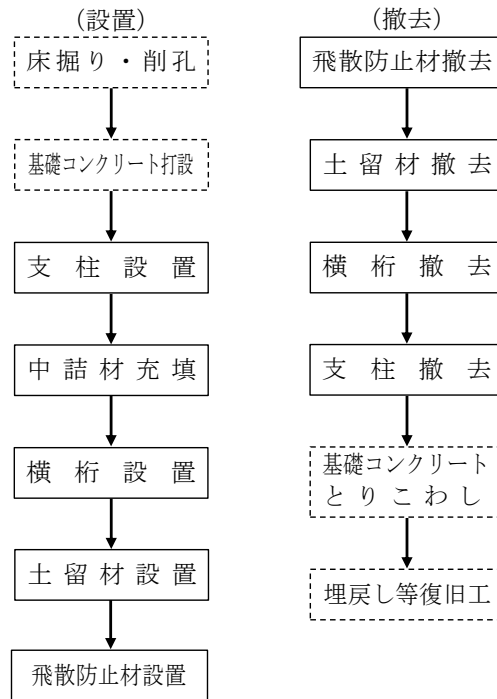 (設置)
床掘り・削孔
基礎コンクリート打設
支柱設置
中詰材充填
横桁設置
土留材設置
飛散防止材設置
(撤去)
飛散防止材撤去
土留材撤去
横桁撤去
支柱撤去
基礎コンクリート
とりこわし
埋戻し等復旧工